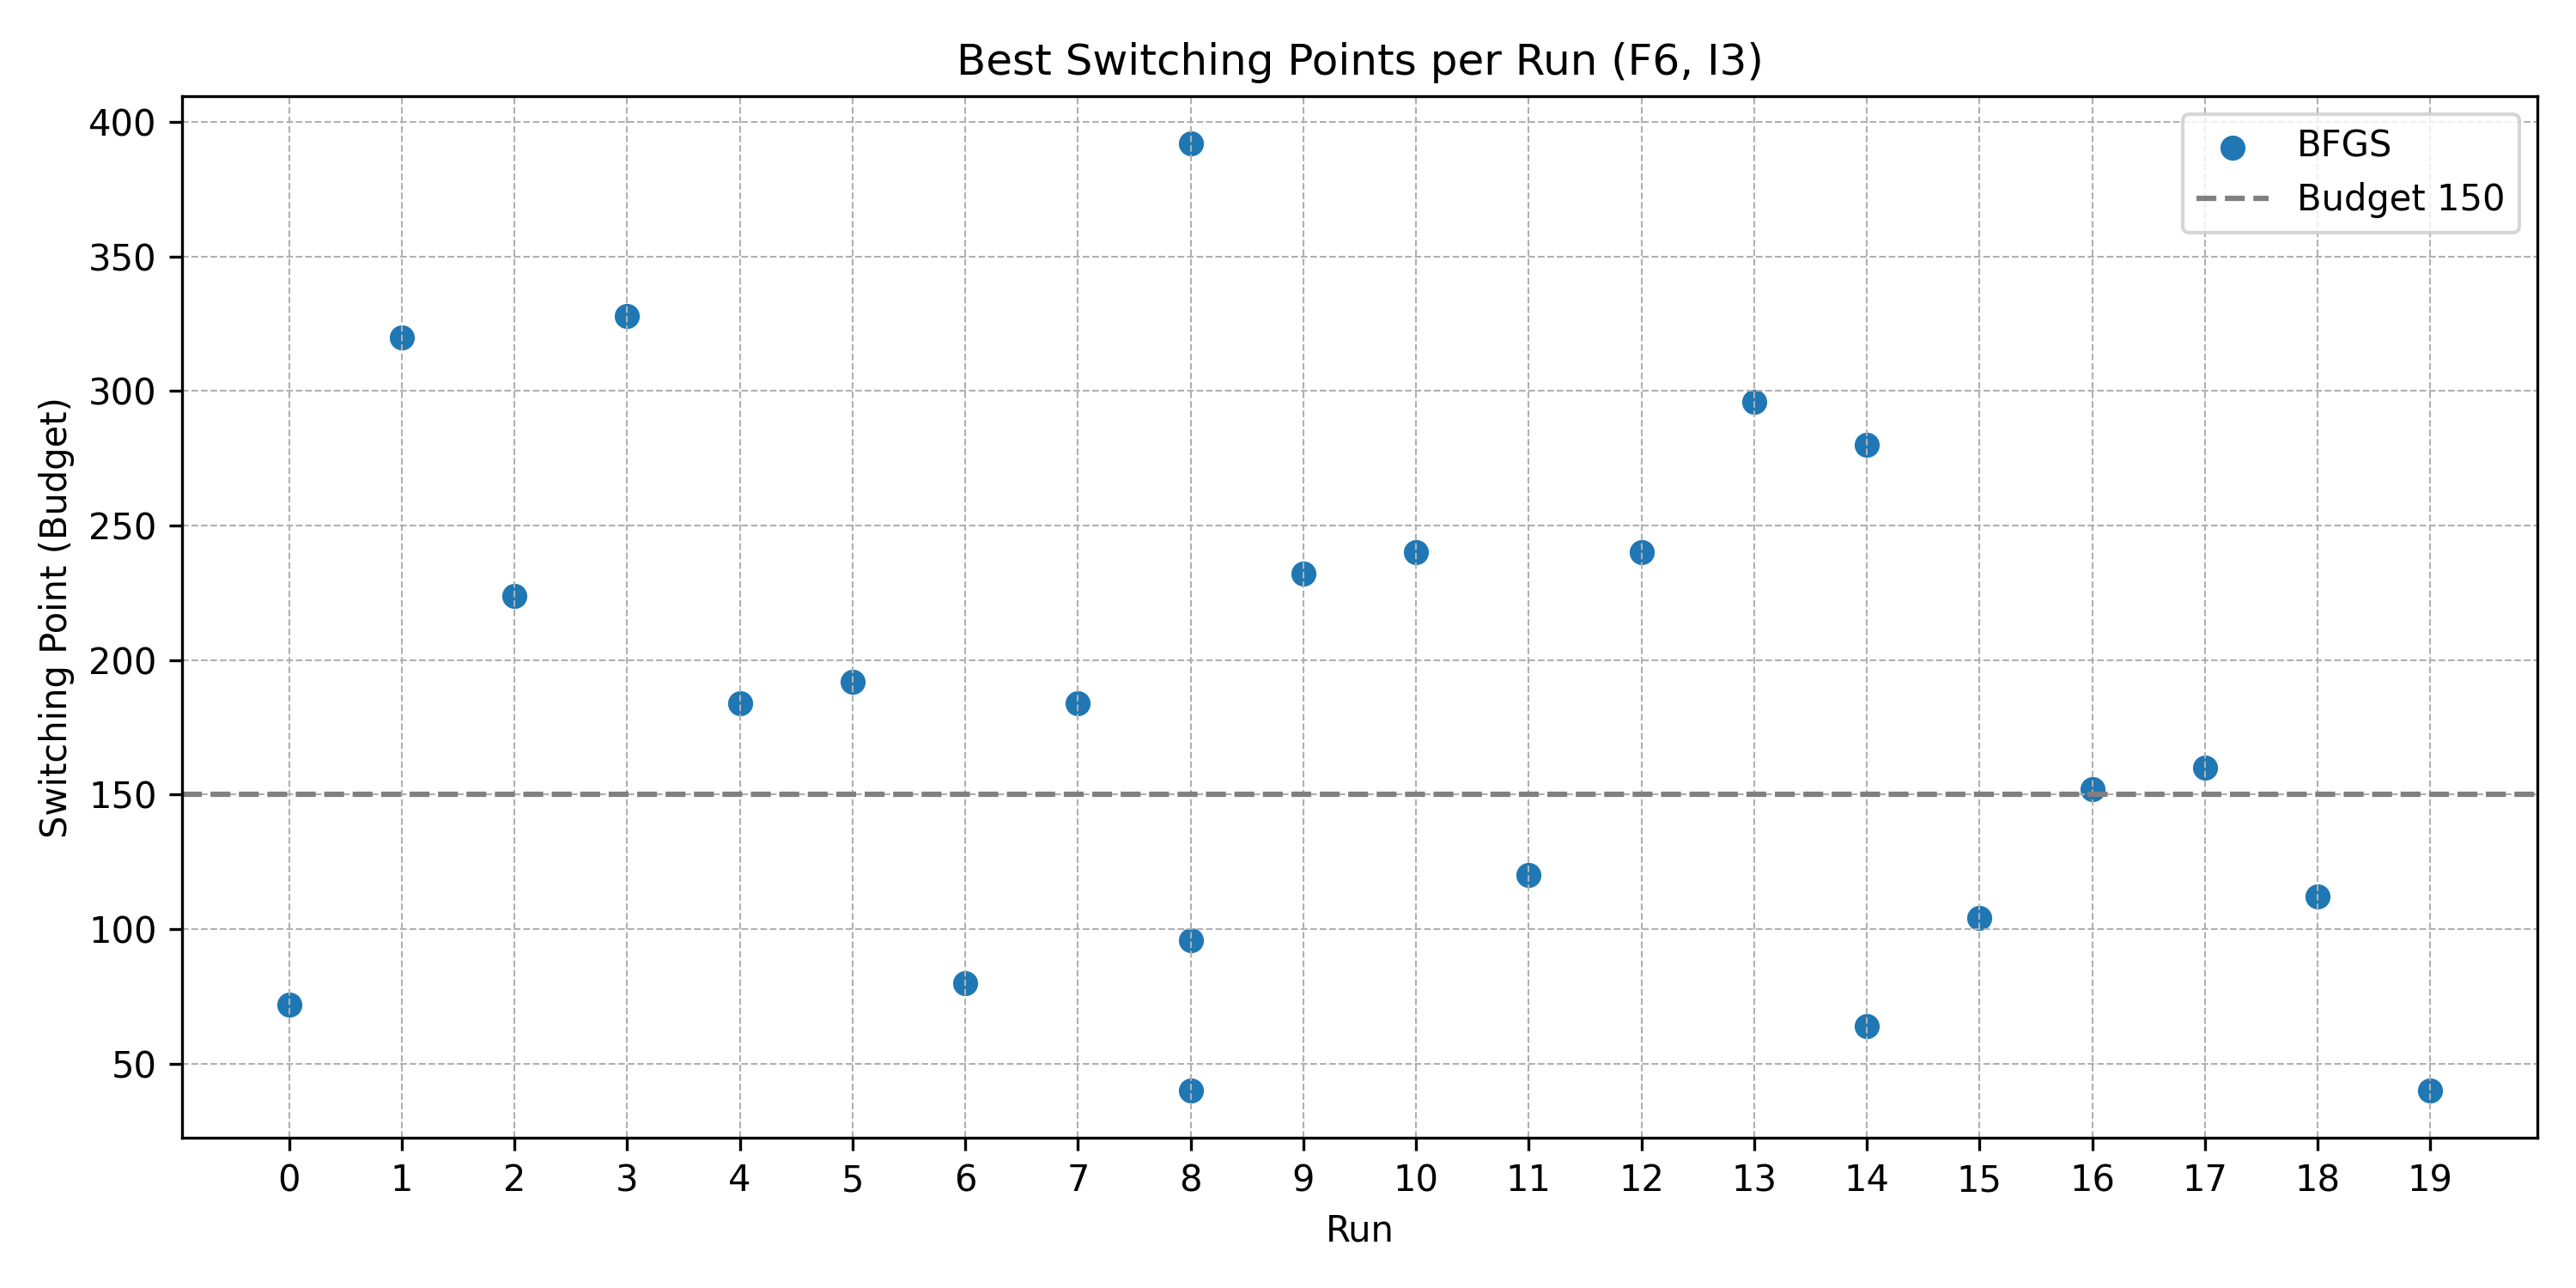 Best Switching Points per Run (F6, I3)
BFGS
Budget 150
Switching Point (Budget)
400
350
300
250
200
150
100
50
0 1 2 3 4 5 6 7 8 9 10 11 12 13 14 15 16 17 18 19
Run